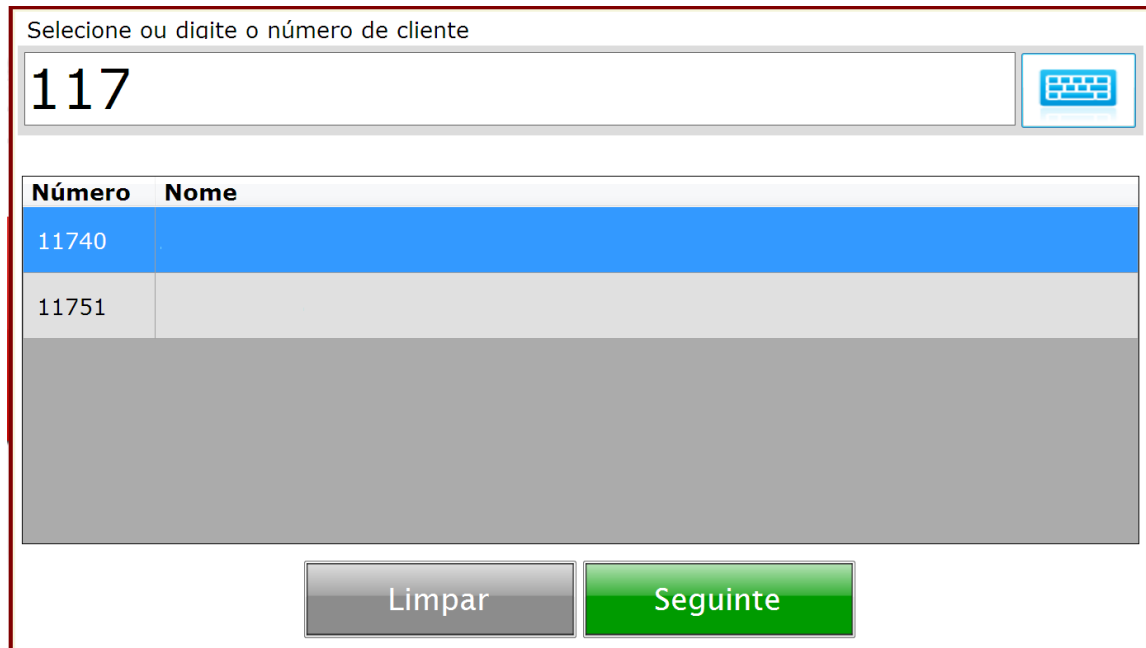 Selecione ou digite o número de cliente
117
Número Nome
11740
11751
Limpar
Seguinte